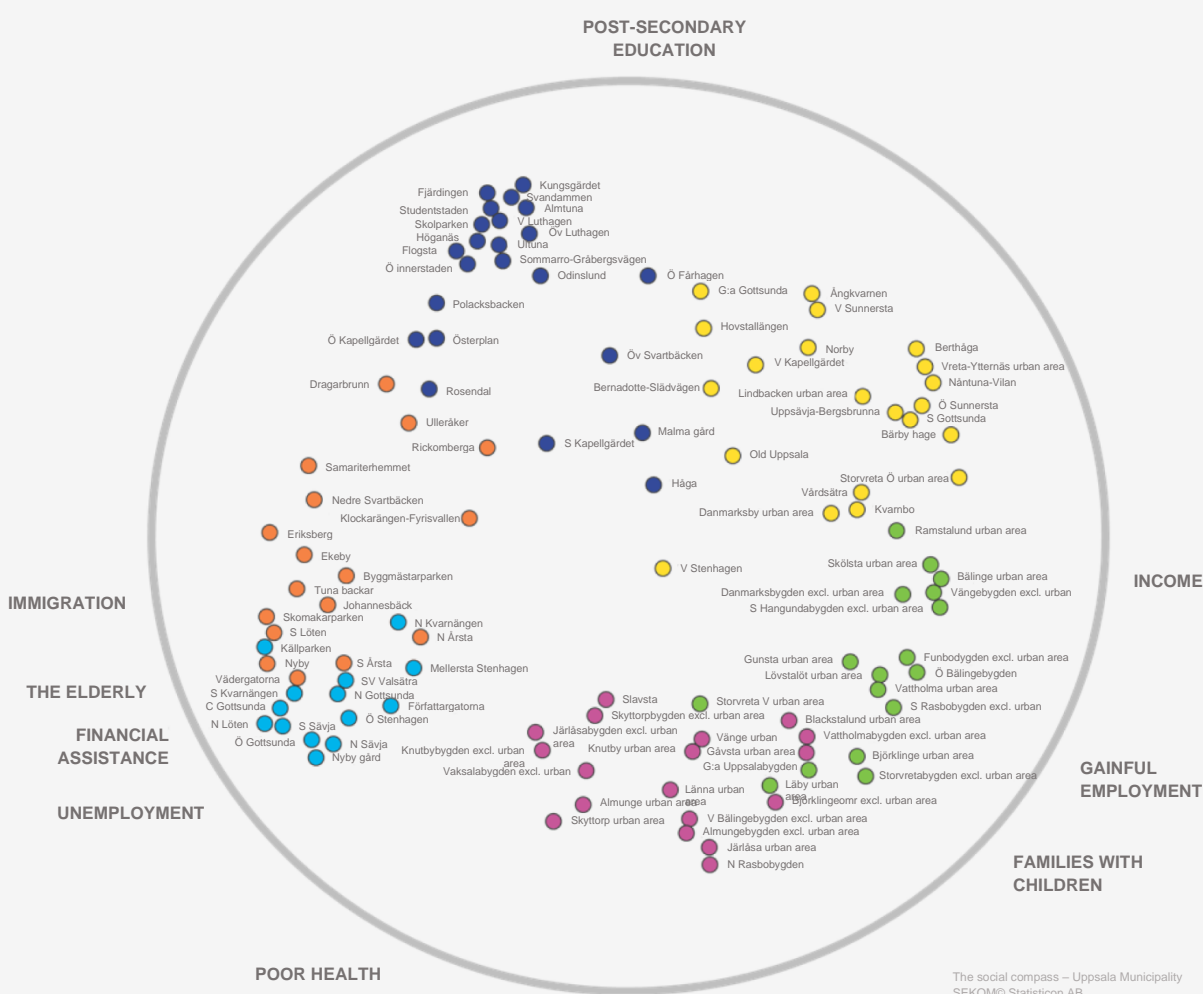 POST-SECONDARY
EDUCATION
Kungsgärdet
Fjärdingen
Svandammen
Studentstaden
Almtuna
Skolparken
V Luthagen
Höganäs
Öv Luthagen
Flogsta
Ultuna
Ö innerstaden
Sommarro-Gråbergsvägen
Odinslund
Ö Fårhagen
G:a Gottsunda
Ängkvarnen
Polacksbacken
V Sunnersta
Hovstallängen
Ö Kapellgärdet
Österplan
Norby
Berthåga
Öv Svartbäcken
V Kapellgärdet
Vreta-Ytternäs urban area
Dragarbrunn
Rosendal
Bernadotte-Slädvägen
Lindbacken urban area
Nåntuna-Vilan
Ulleråker
Uppsävja-Bergsbrunna
Ö Sunnersta
S Gottsunda
Rickomberga
S Kapellgärdet
Malma gård
Bärby hage
Samariterhemmet
Old Uppsala
Håga
Storvreta Ö urban area
Nedre Svartbäcken
Vårdsätra
Klockarängen-Fyrisvallen
Danmarksby urban area
Kvarnbo
Eriksberg
Ramstalund urban area
Ekeby
V Stenhagen
Skölsta urban area
Byggmästarparken
Bälinge urban area
Tuna backar
Danmarksbygden excl. urban area
Vängebygden excl. urban
IMMIGRATION
Johannesbäck
S Hangundabygden excl. urban area
INCOME
Skomakarparken
N Kvarnängen
S Löten
N Årsta
Källparken
Nyby
S Årsta
Mellersta Stenhagen
Gunsta urban area
Funbodygden excl. urban area
Vädergatorna
SV Valsätra
Lövstalöt urban area
Ö Bälingebygden
THE ELDERLY
S Kvarnängen
N Gottsunda
Slavsta
Vattholma urban area
C Gottsunda
Författargatorna
Storvreta V urban area
S Rasbobygden excl. urban
N Löten
S Sävja
Ö Stenhagen
Skyttorpbygden excl. urban area
Blackstalund urban area
FINANCIAL
ASSISTANCE
Ö Gottsunda
N Sävja
Järlåsabygden excl. urban
area
Vänge urban
Vattholmabygden excl. urban area
Nyby gård
Knutbybygden excl. urban
area
Knutby urban area
Gåvsta urban area
Björklinge urban area
Vaksalabygden excl. urban
G:a Uppsalabygden
Storvretabygden excl. urban area
GAINFUL
EMPLOYMENT
Länna urban
area
Läby urban
area
UNEMPLOYMENT
Almunge urban area
Björklingeomr excl. urban area
Skyttorp urban area
V Bälingebygden excl. urban area
Almungebygden excl. urban area
Järlåsa urban area
N Rasbobygden
FAMILIES WITH
CHILDREN
POOR HEALTH
The social compass – Uppsala Municipality
SEKOM© Statisticon AB